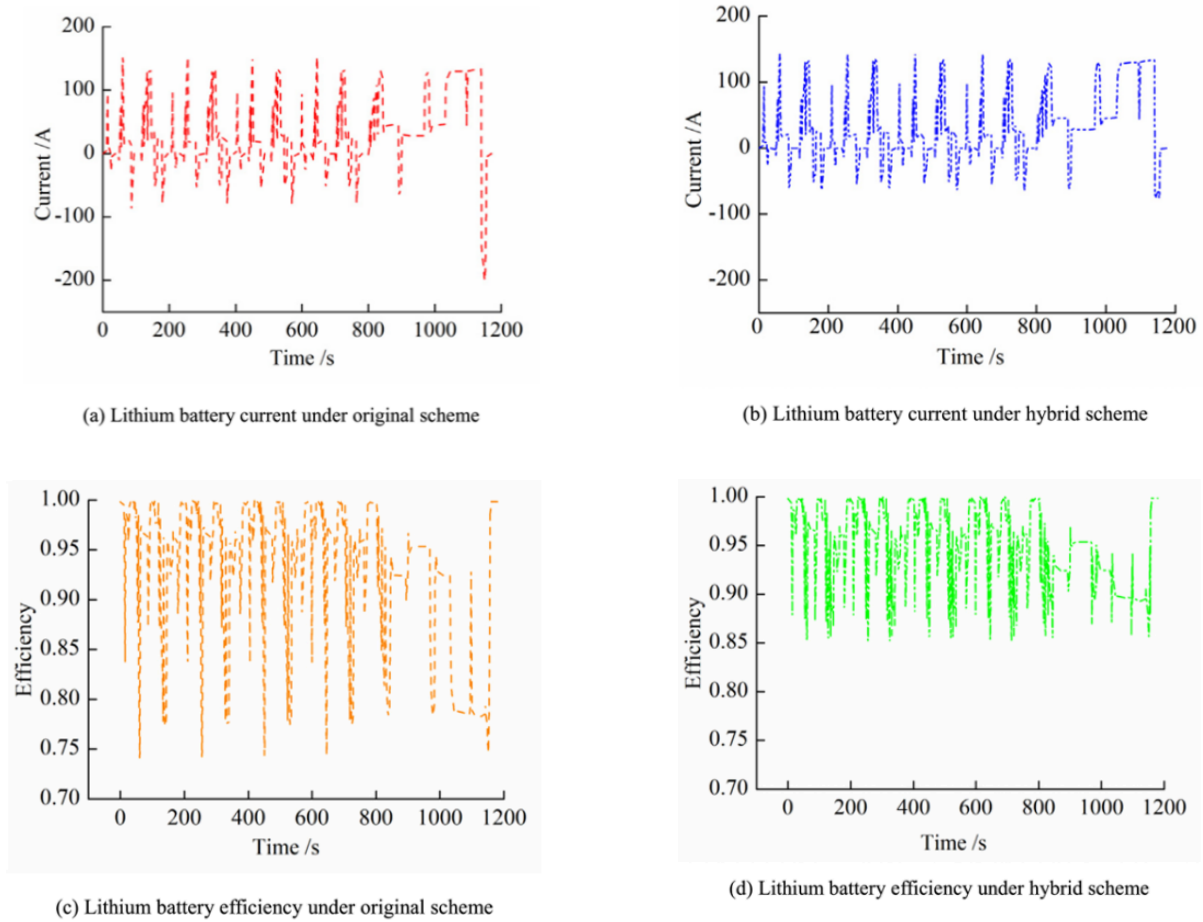 200
100
0
-100
-200
Current /A
0 200 400 600 800 1000 1200
Time /s
(a) Lithium battery current under original scheme
200
100
0
-100
-200
Current /A
0 200 400 600 800 1000 1200
Time /s
(b) Lithium battery current under hybrid scheme
1.00
0.95
0.90
0.85
0.80
0.75
0.70
Efficiency
0 200 400 600 800 1000 1200
Time /s
(c) Lithium battery efficiency under original scheme
1.00
0.95
0.90
0.85
0.80
0.75
0.70
Efficiency
0 200 400 600 800 1000 1200
Time /s
(d) Lithium battery efficiency under hybrid scheme